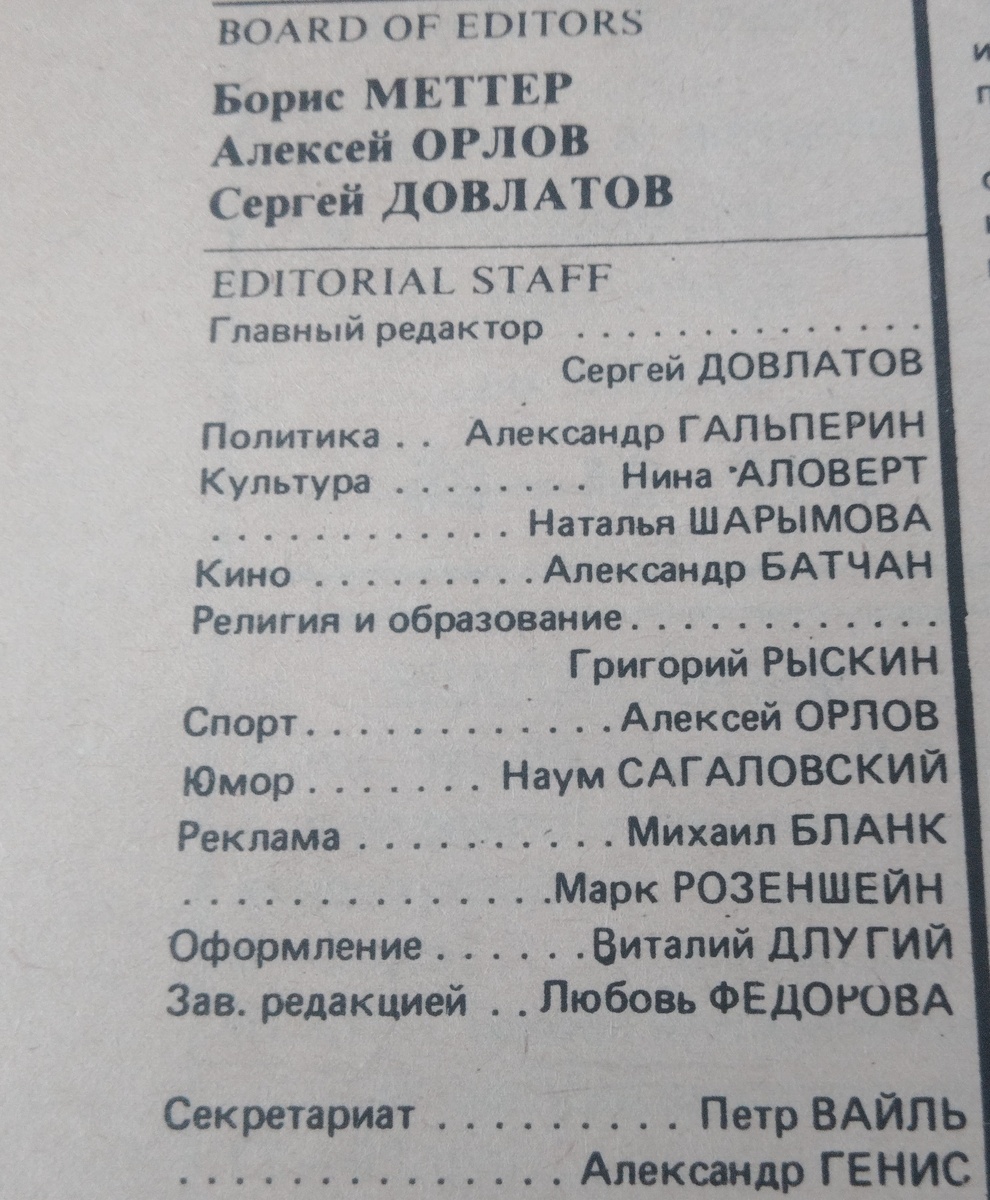 BOARD OF EDITORS
Борис МЕТТЕР
Алексей ОРЛОВ
Сергей ДОВЛАТОВ
EDITORIAL STAFF
Главный редактор . . . . . . . . . . . . . .
Сергей ДОВЛАТОВ
Политика . . Александр ГАЛЬПЕРИН
Культура . . . . . . . . Нина АЛОВЕРТ
. . . . . . . . . . . . Наталья ШАРЫМОВА
Кино . . . . . . . . . Александр БАТЧАН
Религия и образование. . . . . . . . . . . .
Григорий РЫСКИН
Спорт. . . . . . . . . . . . Алексей ОРЛОВ
Юмор . . . . . . . Наум САГАЛОВСКИЙ
Реклама . . . . . . . . . . Михаил БЛАНК
. . . . . . . . . . . . . . .Марк РОЗЕНШЕЙН
Оформление . . . . . . Виталий ДЛУГИЙ
Зав. редакцией . . Любовь ФЕДОРОВА
Секретариат . . . . . . . . . Петр ВАЙЛЬ
. . . . . . . . . . . . . . . Александр ГЕНИС